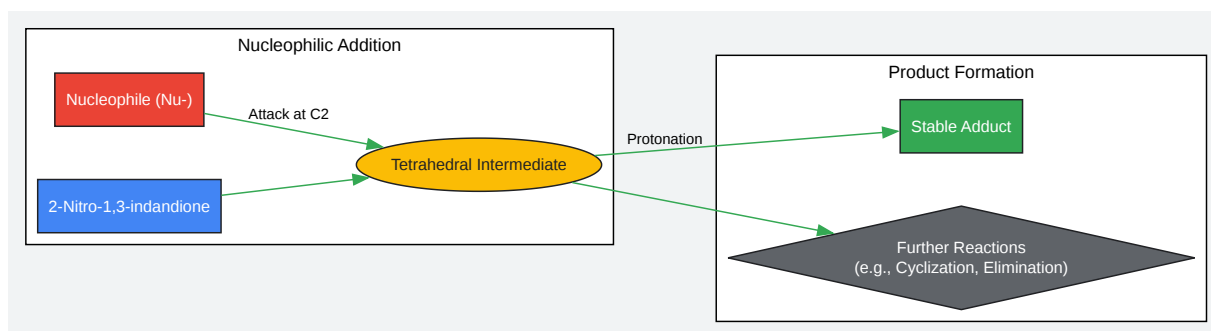 Nucleophilic Addition
Nucleophile (Nu-)
Attack at C2
2-Nitro-1,3-indandione
Tetrahedral Intermediate
Protonation
Product Formation
Stable Adduct
Further Reactions
(e.g., Cyclization, Elimination)